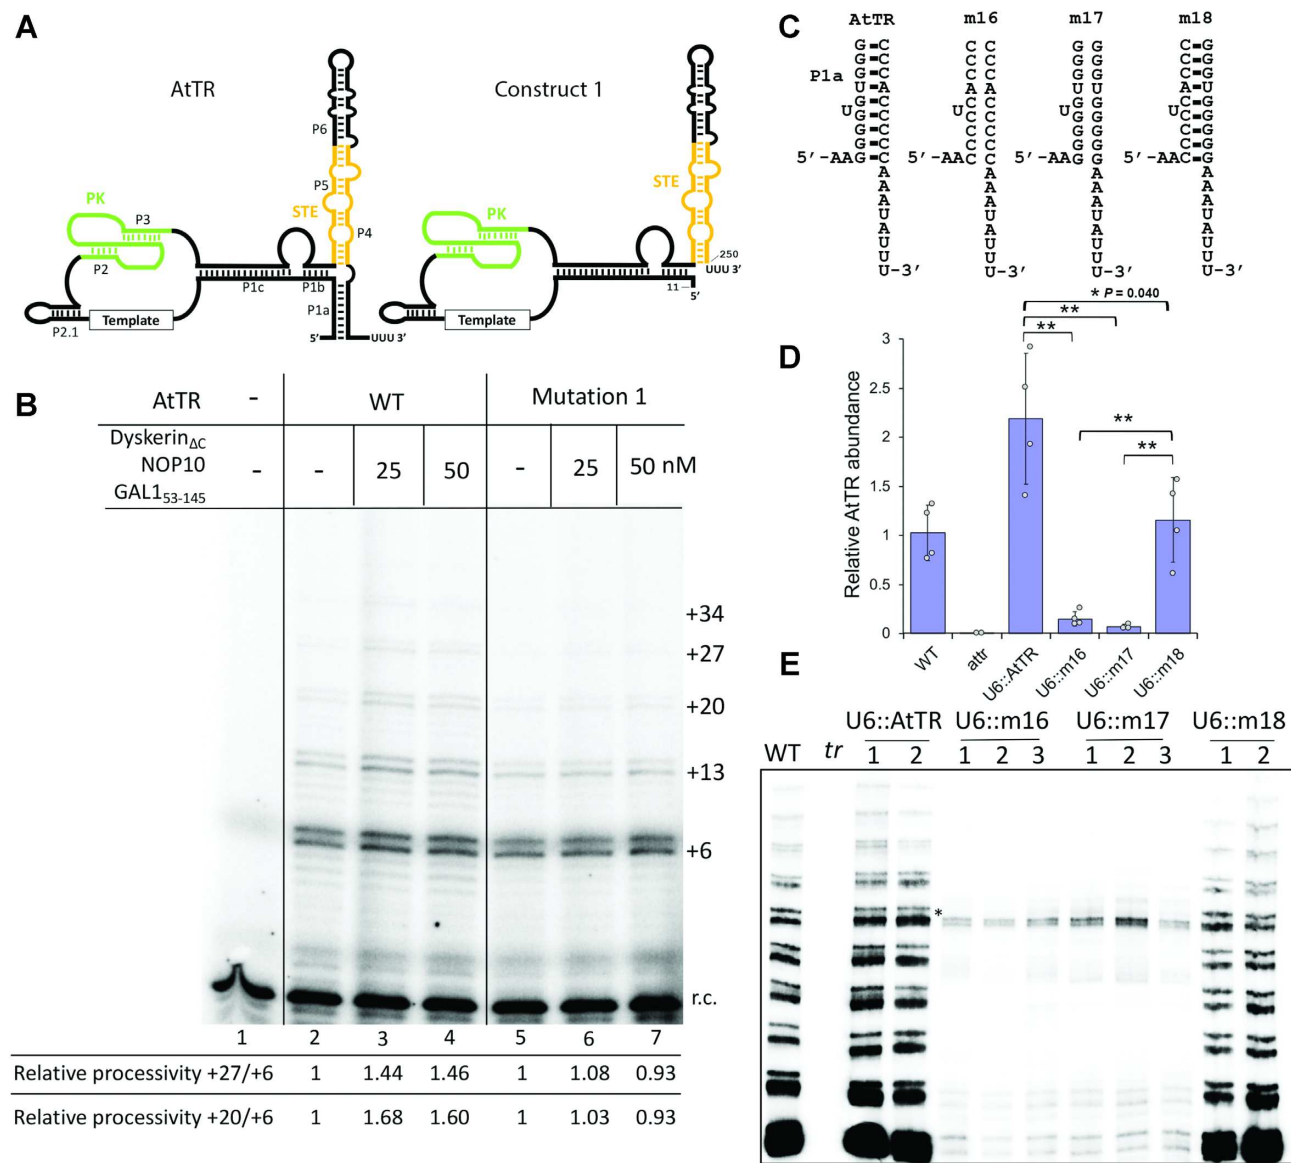 A
AtTR
Construct 1
P6
P5
STE
P4
PK
P3
P2
P1c
P1b
P1a
P2.1
Template
5’
UUU 3’
STE
PK
250
UUU 3’
11
5’
Template
B
AtTR - WT Mutation 1
DyskerinΔC
NOP10 - - 25 50 - 25 50 nM
GAL153-145
+34
+27
+20
+13
+6
r.c.
1 2 3 4 5 6 7
Relative processivity +27/+6 1 1.44 1.46 1 1.08 0.93
Relative processivity +20/+6 1 1.68 1.60 1 1.03 0.93
C
AtTR m16 m17 m18
G C C C G G C G
G C C C G G C G
G C C C G G C G
P1a
U A A A U U A U
U U U U
G C C C G G C G
5’-AAG 5’-AAC 5’-AAG 5’-AAC
A A A A
A A A A
A A A A
U U U U
A A A A
U U U U
U U U U
U-3’ U-3’ U-3’ U-3’
D
* P = 0.040
**
**
**
**
Relative AtTR abundance
3
2.5
2
1.5
1
0.5
0
WT attr U6::AtTR U6::m16 U6::m17 U6::m18
E
U6::AtTR U6::m16 U6::m17 U6::m18
WT tr 1 2 1 2 3 1 2 3 1 2
*